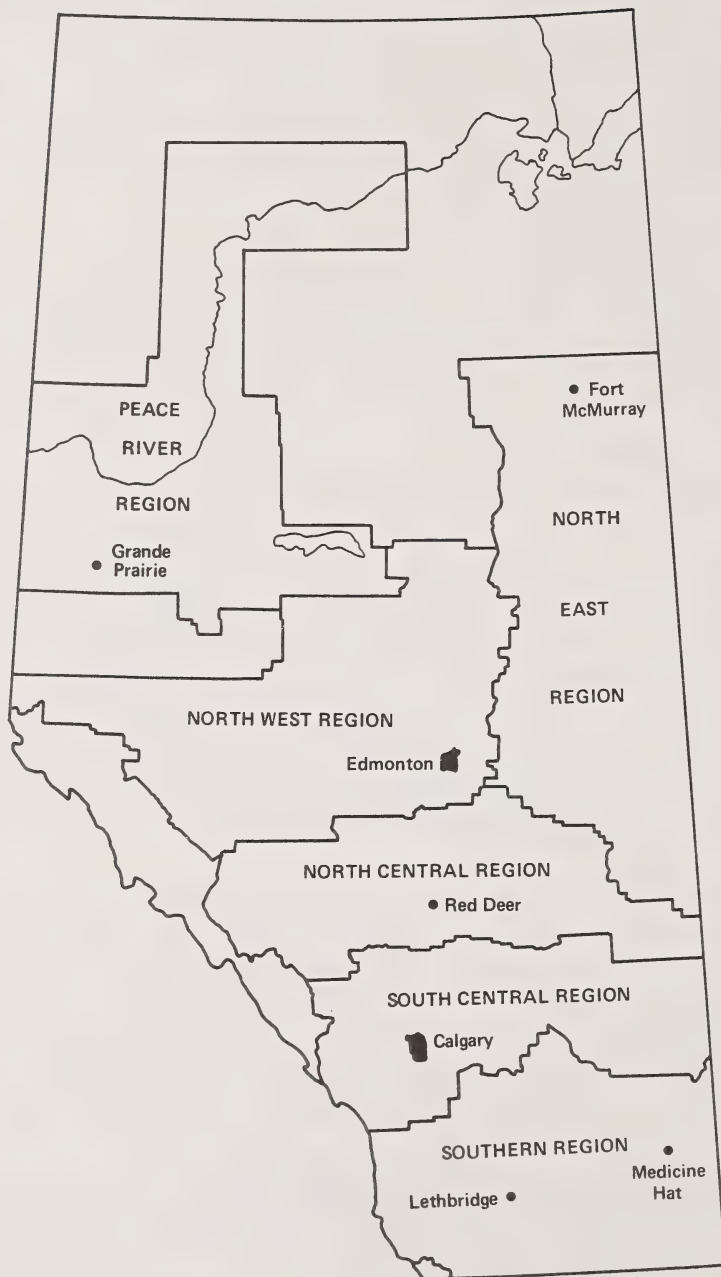 PEACE
RIVER
REGION
Grande
Prairie
Fort
McMurray
NORTH
EAST
REGION
NORTH WEST REGION
Edmonton
NORTH CENTRAL REGION
Red Deer
SOUTH CENTRAL REGION
Calgary
SOUTHERN REGION
Medicine
Hat
Lethbridge